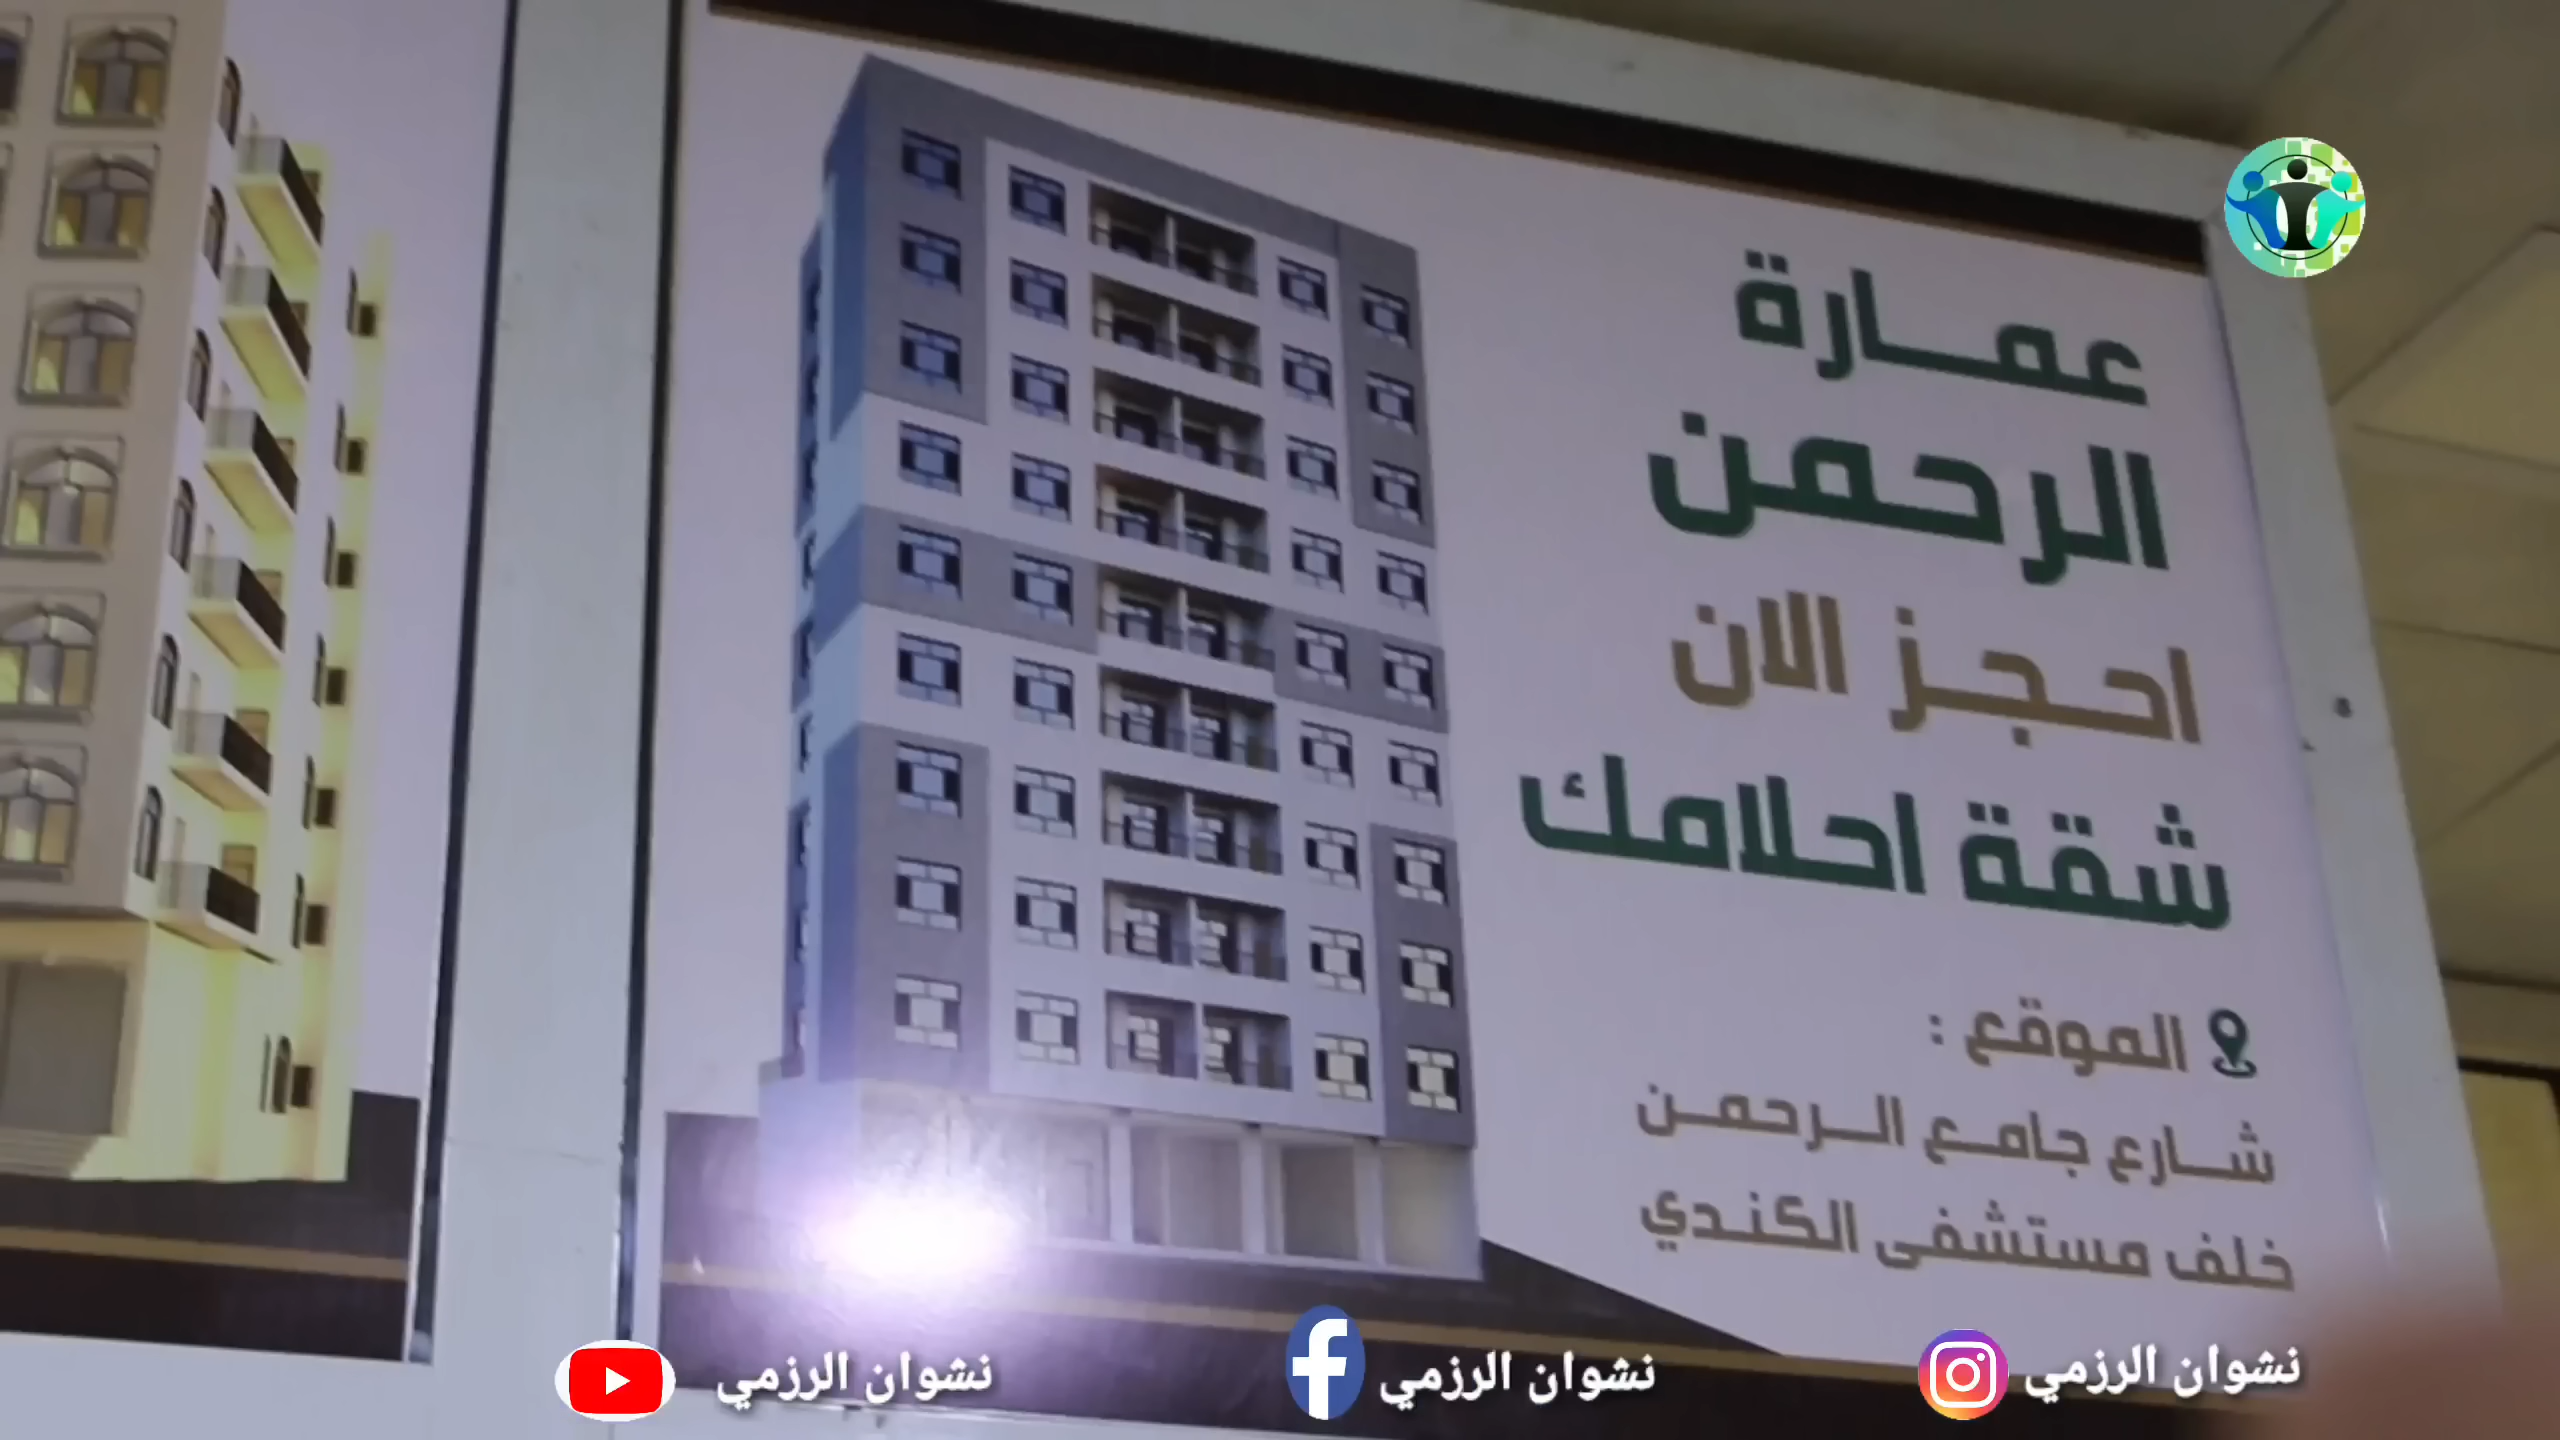 عمارة
الرحمن
احجز الان
شقة احلامك
الموقع :
شارع جامع الرحمن
خلف مستشفى الكندي
نشوان الرزمي
نشوان الرزمي
نشوان الرزمي